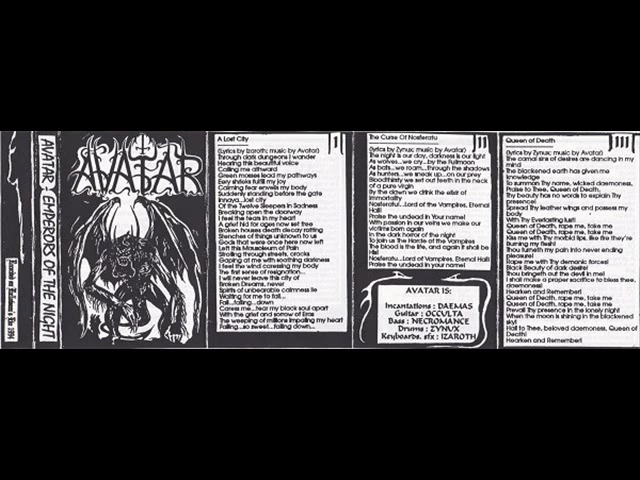 AVATAR : EMPERORS OF THE NIGHT
AVATAR
A Lost City
I
(Lyrics by Izaroth; music by Avatar)
Through dark dungeons I wander
Hearing this beautiful voice
Calling me athward
Green mosses lead my pathways
Eery shrieks fulfill my joy
Calming fear envels my body
Suddenly standing before the gate
Innaya...lost city
Of the Twelve Sleepers in Sadness
Breaking open the doorway
I feel the fear in my heart
A grief hid for ages now set free
Broken houses death decay rotting
Stenches of things unknown to us
Gods that were once here now left
Left this Mausoleum of Pain
Strolling through streets, cracks
Gazing at me with soothing darkness
I feel the wind caressing my body
The first sense of resignation...
I will never leave this city of
Broken Dreams, never
Spirits of unbearable calmness lie
Waiting for me to fall...
Fall...falling...down
Caress me...tear my black soul apart
With the grief and sorrow of Eras
The weeping of millions impaling my heart
Falling...so sweet...falling down...
The Curse Of Nosferatu
II
(lyrics by Zynux; music by Avatar)
The night is our day, darkness is our light
As wolves...we cry...by the fullmoon
As bats...we roam...through the shadows
As hunters...we sneak up...on our prey
Bloodthirsty we set out teeth in the neck
of a pure virgin
By the dawn we drink the elixir of
Immortality
Nosferatu!...Lord of the Vampires, Eternal
Hail!
Praise the undead in Your name!
With passion in our veins we make our
victims born again
In the dark horror of the night
To join us the Horde of the Vampires
The blood is the life, and again it shall be
His!
Nosferatu...Lord of Vampires, Eternal Hail!
Praise the undead in your name!
AVATAR IS:
Incantations : DAEMAS
Guitar : OCCULTA
Bass : NECROMANCE
Drums : ZYNUX
Keyboards, sfx : IZAROTH
Queen of Death
III
(lyrics by Zynux; music by Avatar)
The carnal sins of desires are dancing in my
mind
The blackened earth has given me
knowledge
To summon Thy name, wicked daemoness,
Praise to Thee, Queen of Death,
Thy beauty has no words to explain Thy
presence!
Spread Thy leather wings and possess my
body
With Thy Everlasting lust!
Queen of Death, rape me, take me
Queen of Death, rape me, take me
Kiss me with Thy morbid lips, like fire they're
Burning my flesh!
Thou turneth my pain into never ending
pleasure!
Rape me with Thy demonic forces!
Black Beauty of dark desire!
You bringeth out the devil in me!
I shall make a proper sacrifice to bless thee,
daemoness!
Hearken and Remember!
Queen of Death, rape me, take me
Queen of Death, rape me, take me
Prevail Thy presence in the lonely night
When the moon is shining in the blackened
sky!
Hail to Thee, beloved daemoness, Queen of
Death!
Hearken and Remember!